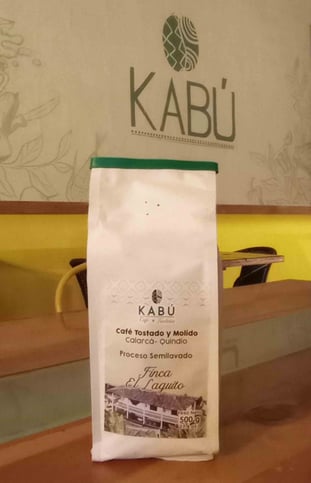 KABÚ
KABÚ
Café Tostado y Molido
Calarcá- Quindío
Proceso Semilavado
Finca
El Laguito
500 G